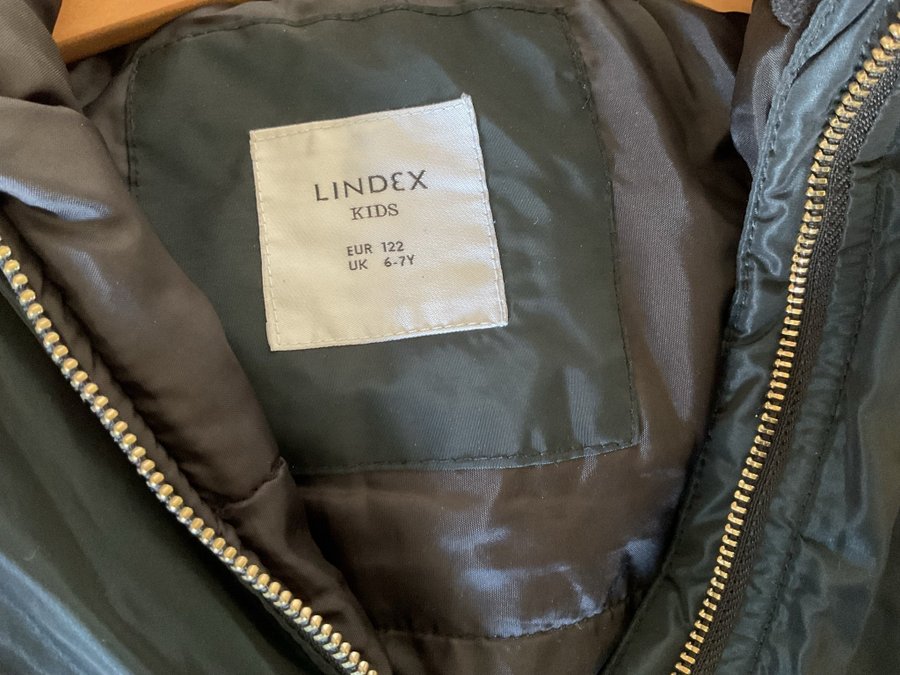 LINDEX
KIDS
EUR 122
UK 6-7Y